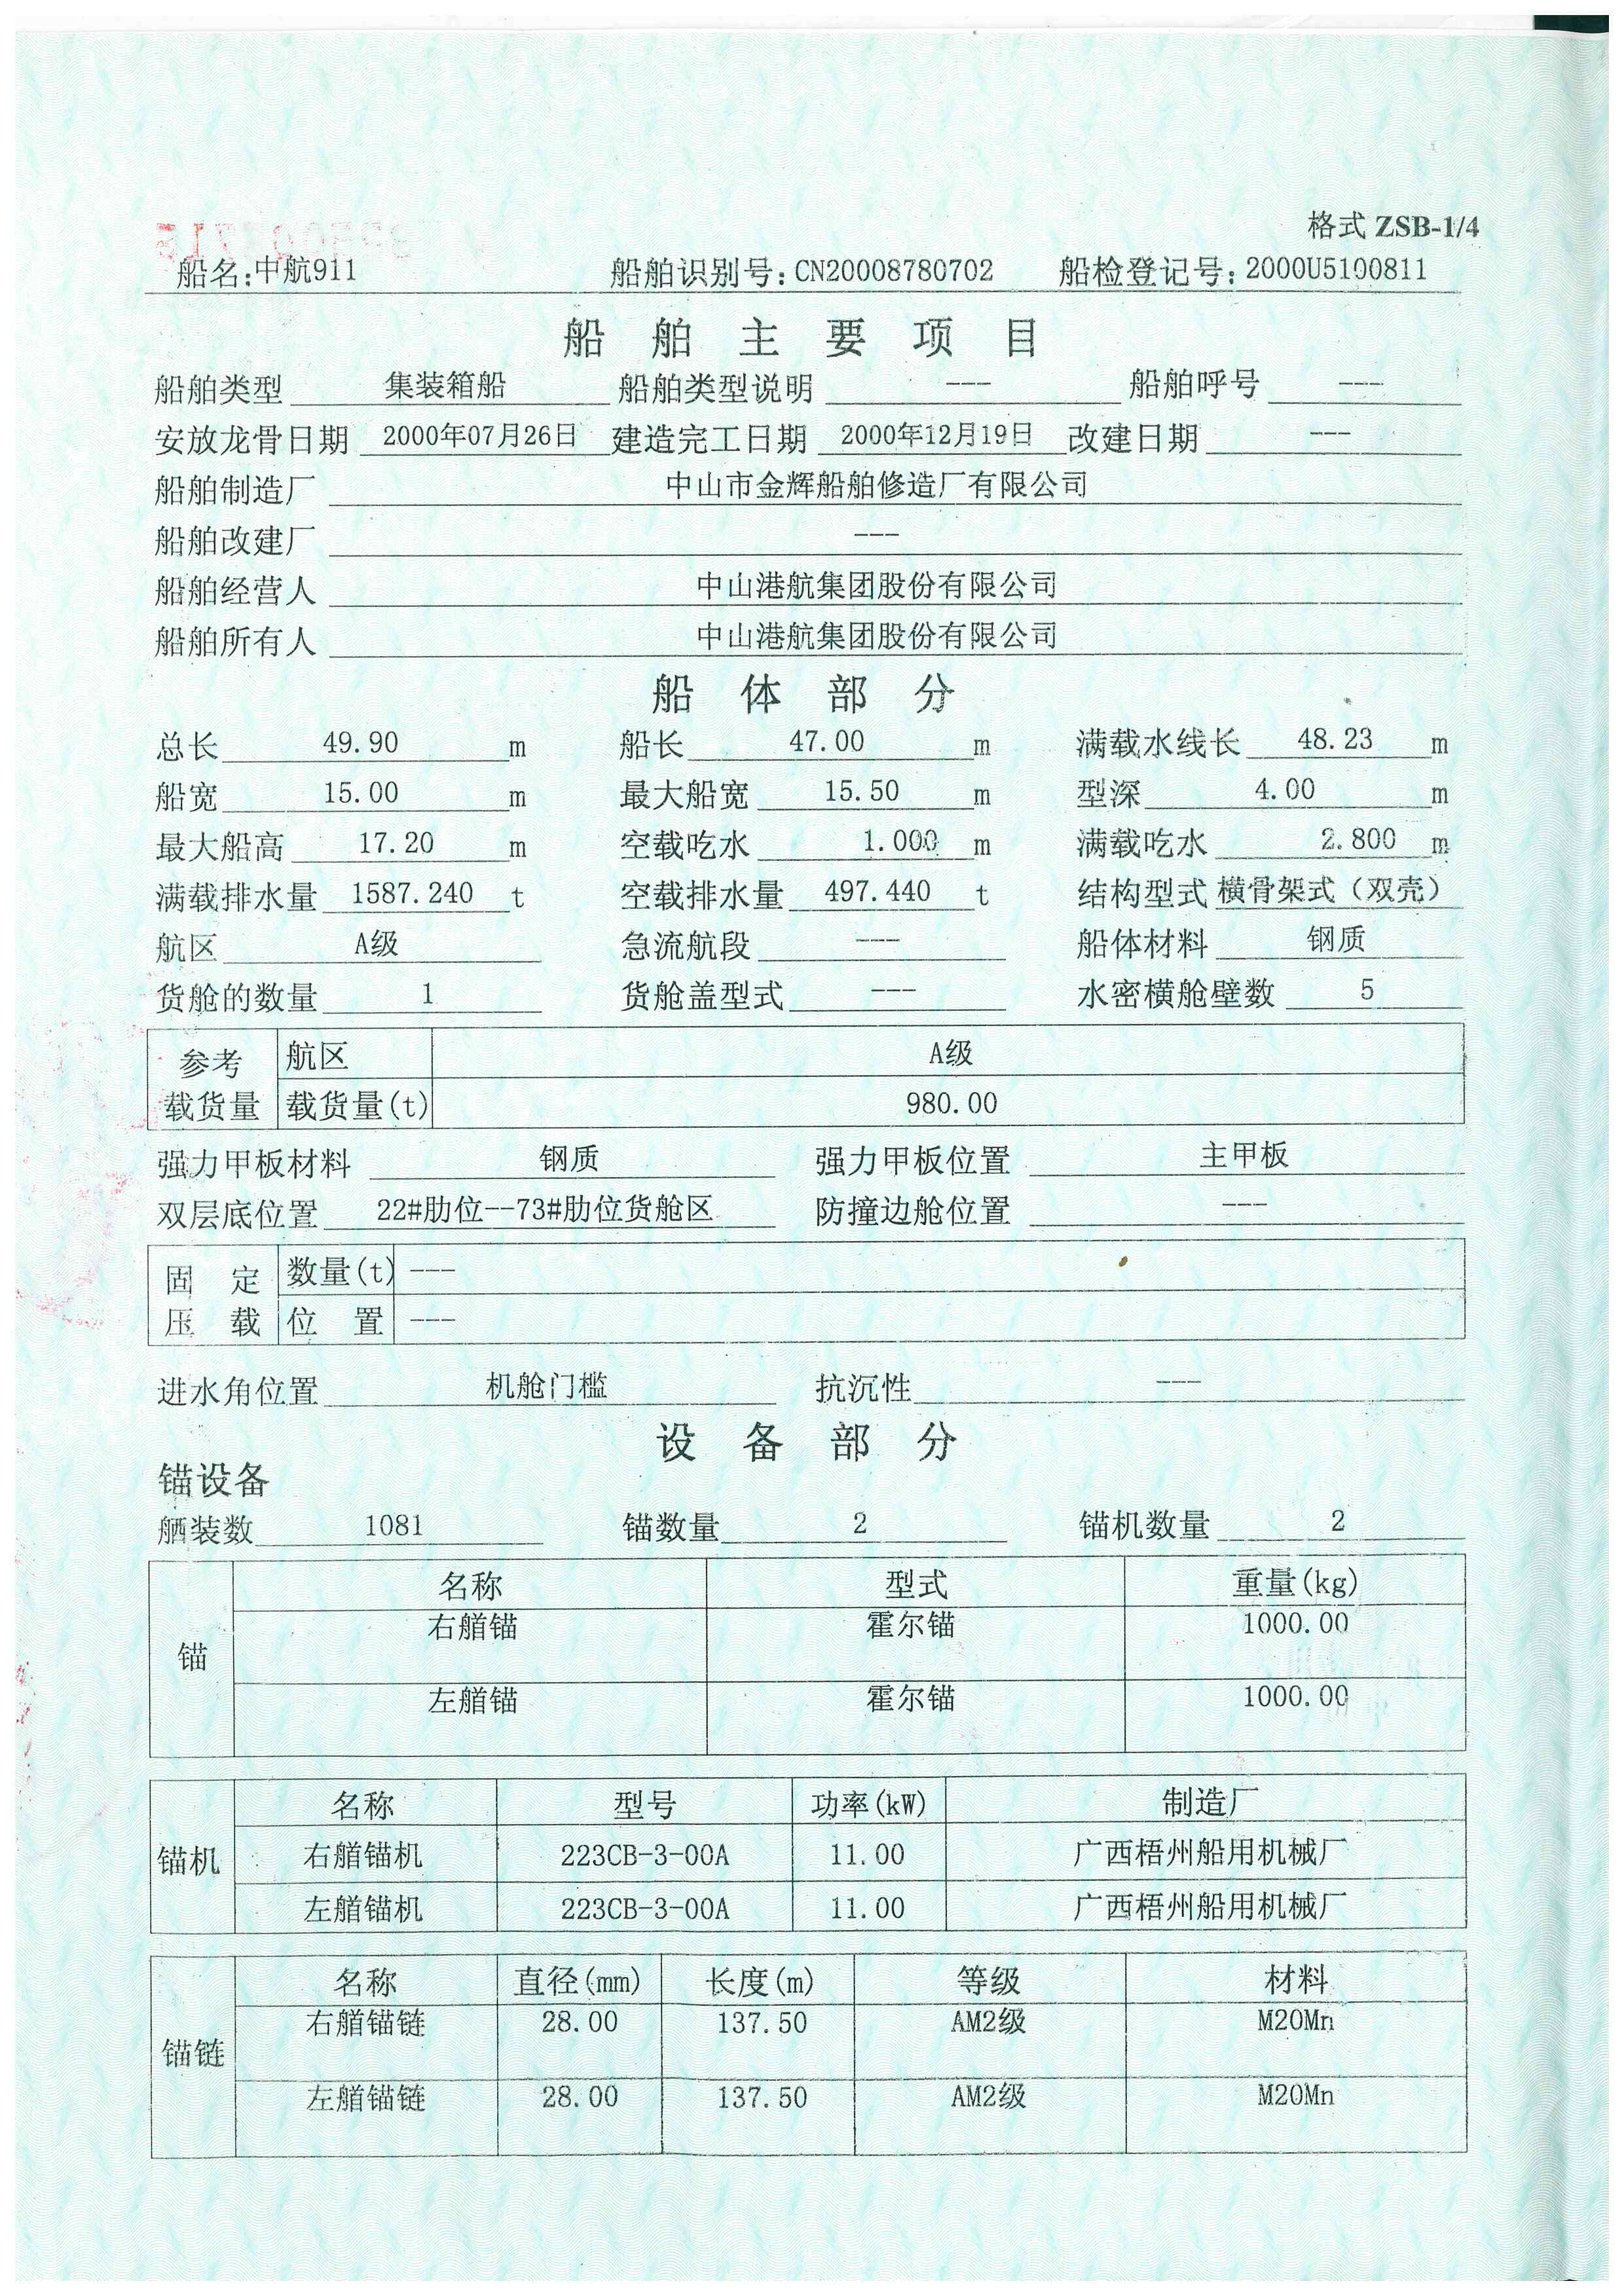 格式 ZSB-1/4
船名:中航911 船舶识别号:CN20008780702 船检登记号:2000U5100811
船舶主要项目
船舶类型 集装箱船 船舶类型说明 --- 船舶呼号 ---
安放龙骨日期 2000年07月26日 建造完工日期 2000年12月19日 改建日期 ---
船舶制造厂 中山市金辉船舶修造厂有限公司
船舶改建厂 ---
船舶经营人 中山港航集团股份有限公司
船舶所有人 中山港航集团股份有限公司
船体部分
总长 49.90 m 船长 47.00 m 满载水线长 48.23 m
船宽 15.00 m 最大船宽 15.50 m 型深 4.00 m
最大船高 17.20 m 空载吃水 1.000 m 满载吃水 2.800 m
满载排水量 1587.240 t 空载排水量 497.440 t 结构型式 横骨架式（双壳）
航区 A级 急流航段 --- 船体材料 钢质
货舱的数量 1 货舱盖型式 --- 水密横舱壁数 5
参考 航区 A级
载货量 载货量(t) 980.00
强力甲板材料 钢质 强力甲板位置 主甲板
双层底位置 22#肋位--73#肋位货舱区 防撞边舱位置 ---
固定 数量(t) ---
压载 位置 ---
进水角位置 机舱门槛 抗沉性 ---
设备部分
锚设备
舾装数 1081 锚数量 2 锚机数量 2
名称 型式 重量(kg)
右艏锚 霍尔锚 1000.00
锚
左艏锚 霍尔锚 1000.00
名称 型号 功率(kW) 制造厂
锚机 右艏锚机 223CB-3-00A 11.00 广西梧州船用机械厂
左艏锚机 223CB-3-00A 11.00 广西梧州船用机械厂
名称 直径(mm) 长度(m) 等级 材料
右艏锚链 28.00 137.50 AM2级 M20Mn
锚链
左艏锚链 28.00 137.50 AM2级 M20Mn